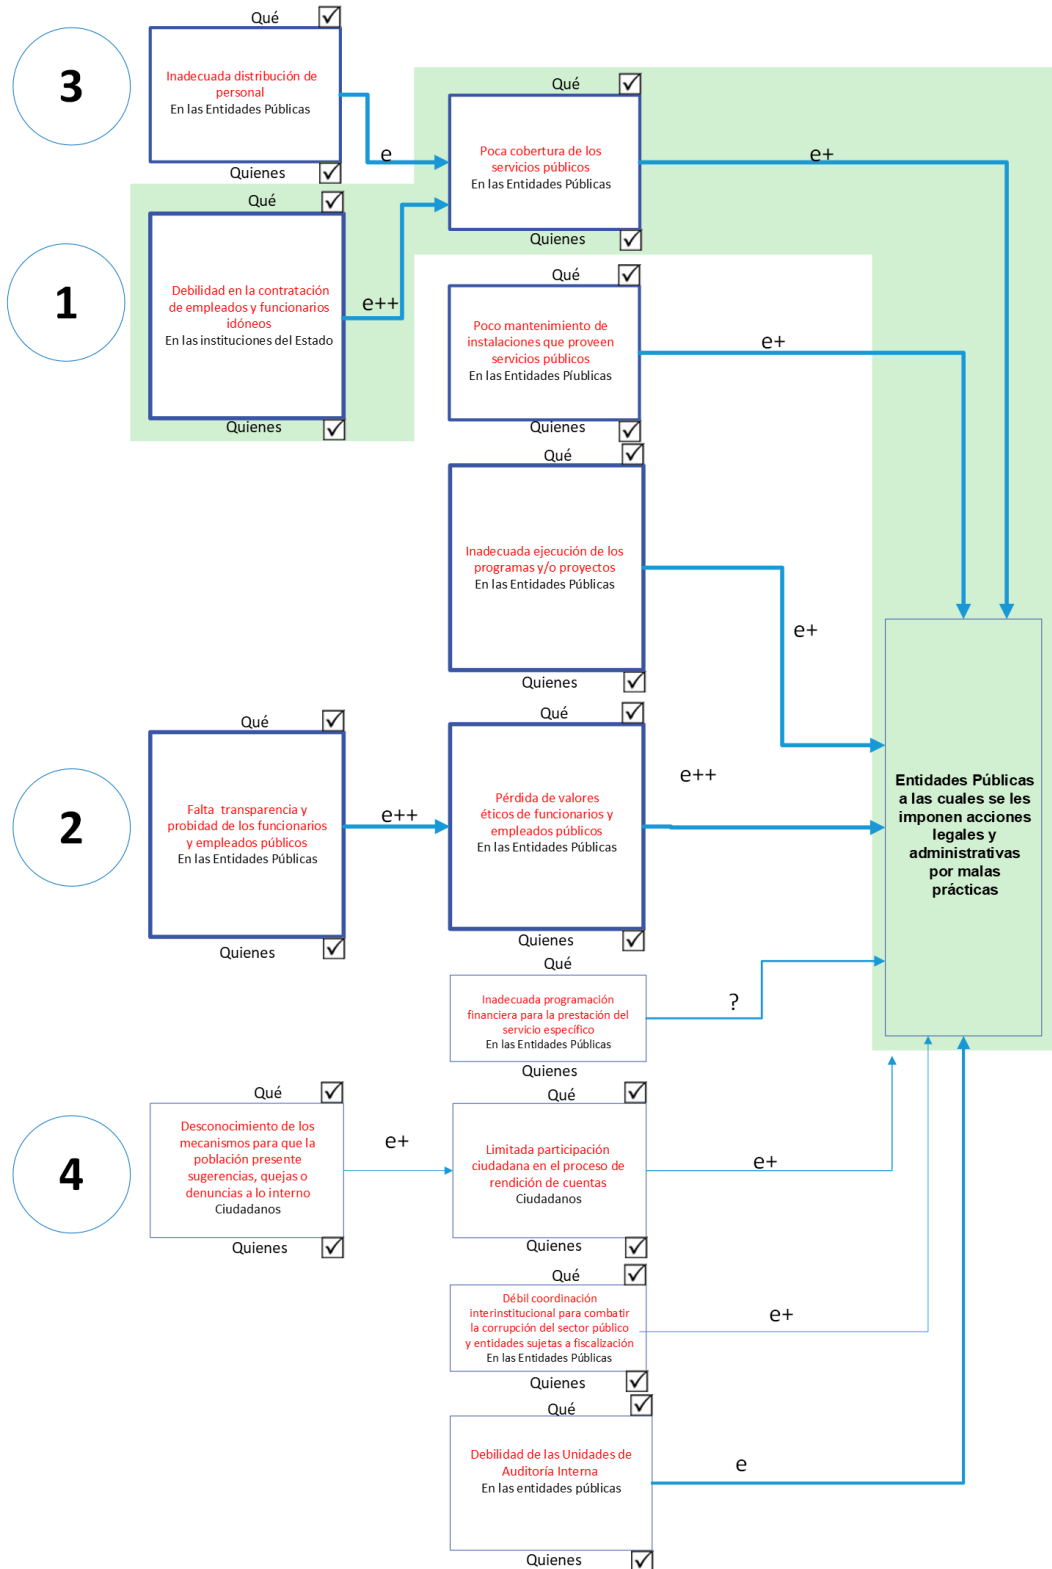 Qué
3
Inadecuada distribución de
personal
En las Entidades Públicas
Quienes
e
Qué
Poca cobertura de los
servicios públicos
En las Entidades Públicas
Quienes
e+
Qué
1
Debilidad en la contratación
de empleados y funcionarios
idóneos
En las instituciones del Estado
Quienes
e++
Qué
Poco mantenimiento de
instalaciones que proveen
servicios públicos
En las Entidades Píublicas
Quienes
e+
Qué
Inadecuada ejecución de los
programas y/o proyectos
En las Entidades Públicas
Quienes
e+
Qué
2
Falta transparencia y
probidad de los funcionarios
y empleados públicos
En las Entidades Públicas
Quienes
e++
Qué
Pérdida de valores
éticos de funcionarios y
empleados públicos
En las Entidades Públicas
Quienes
e++
Entidades Públicas
a las cuales se les
imponen acciones
legales y
administrativas
por malas
prácticas
Qué
Inadecuada programación
financiera para la prestación del
servicio específico
En las Entidades Públicas
Quienes
?
Qué
4
Desconocimiento de los
mecanismos para que la
población presente
sugerencias, quejas o
denuncias a lo interno
Ciudadanos
Quienes
e+
Qué
Limitada participación
ciudadana en el proceso de
rendición de cuentas
Ciudadanos
Quienes
e+
Qué
Débil coordinación
interinstitucional para combatir
la corrupción del sector público
y entidades sujetas a fiscalización
En las Entidades Públicas
Quienes
e+
Qué
Debilidad de las Unidades de
Auditoría Interna
En las entidades públicas
Quienes
e